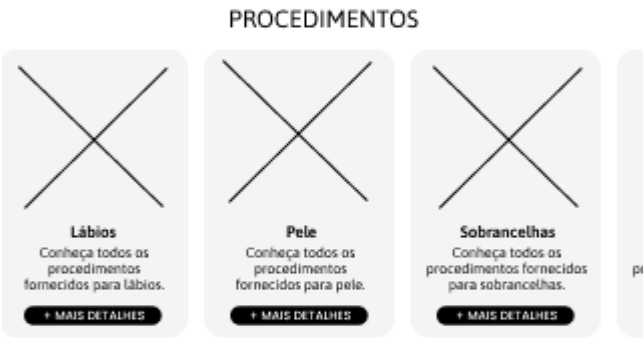 PROCEDIMENTOS
Lábios
Conheça todos os
procedimentos
fornecidos para lábios.
+ MAIS DETALHES
Pele
Conheça todos os
procedimentos
fornecidos para pele.
+ MAIS DETALHES
Sobrancelhas
Conheça todos os
procedimentos fornecidos
para sobrancelhas.
+ MAIS DETALHES